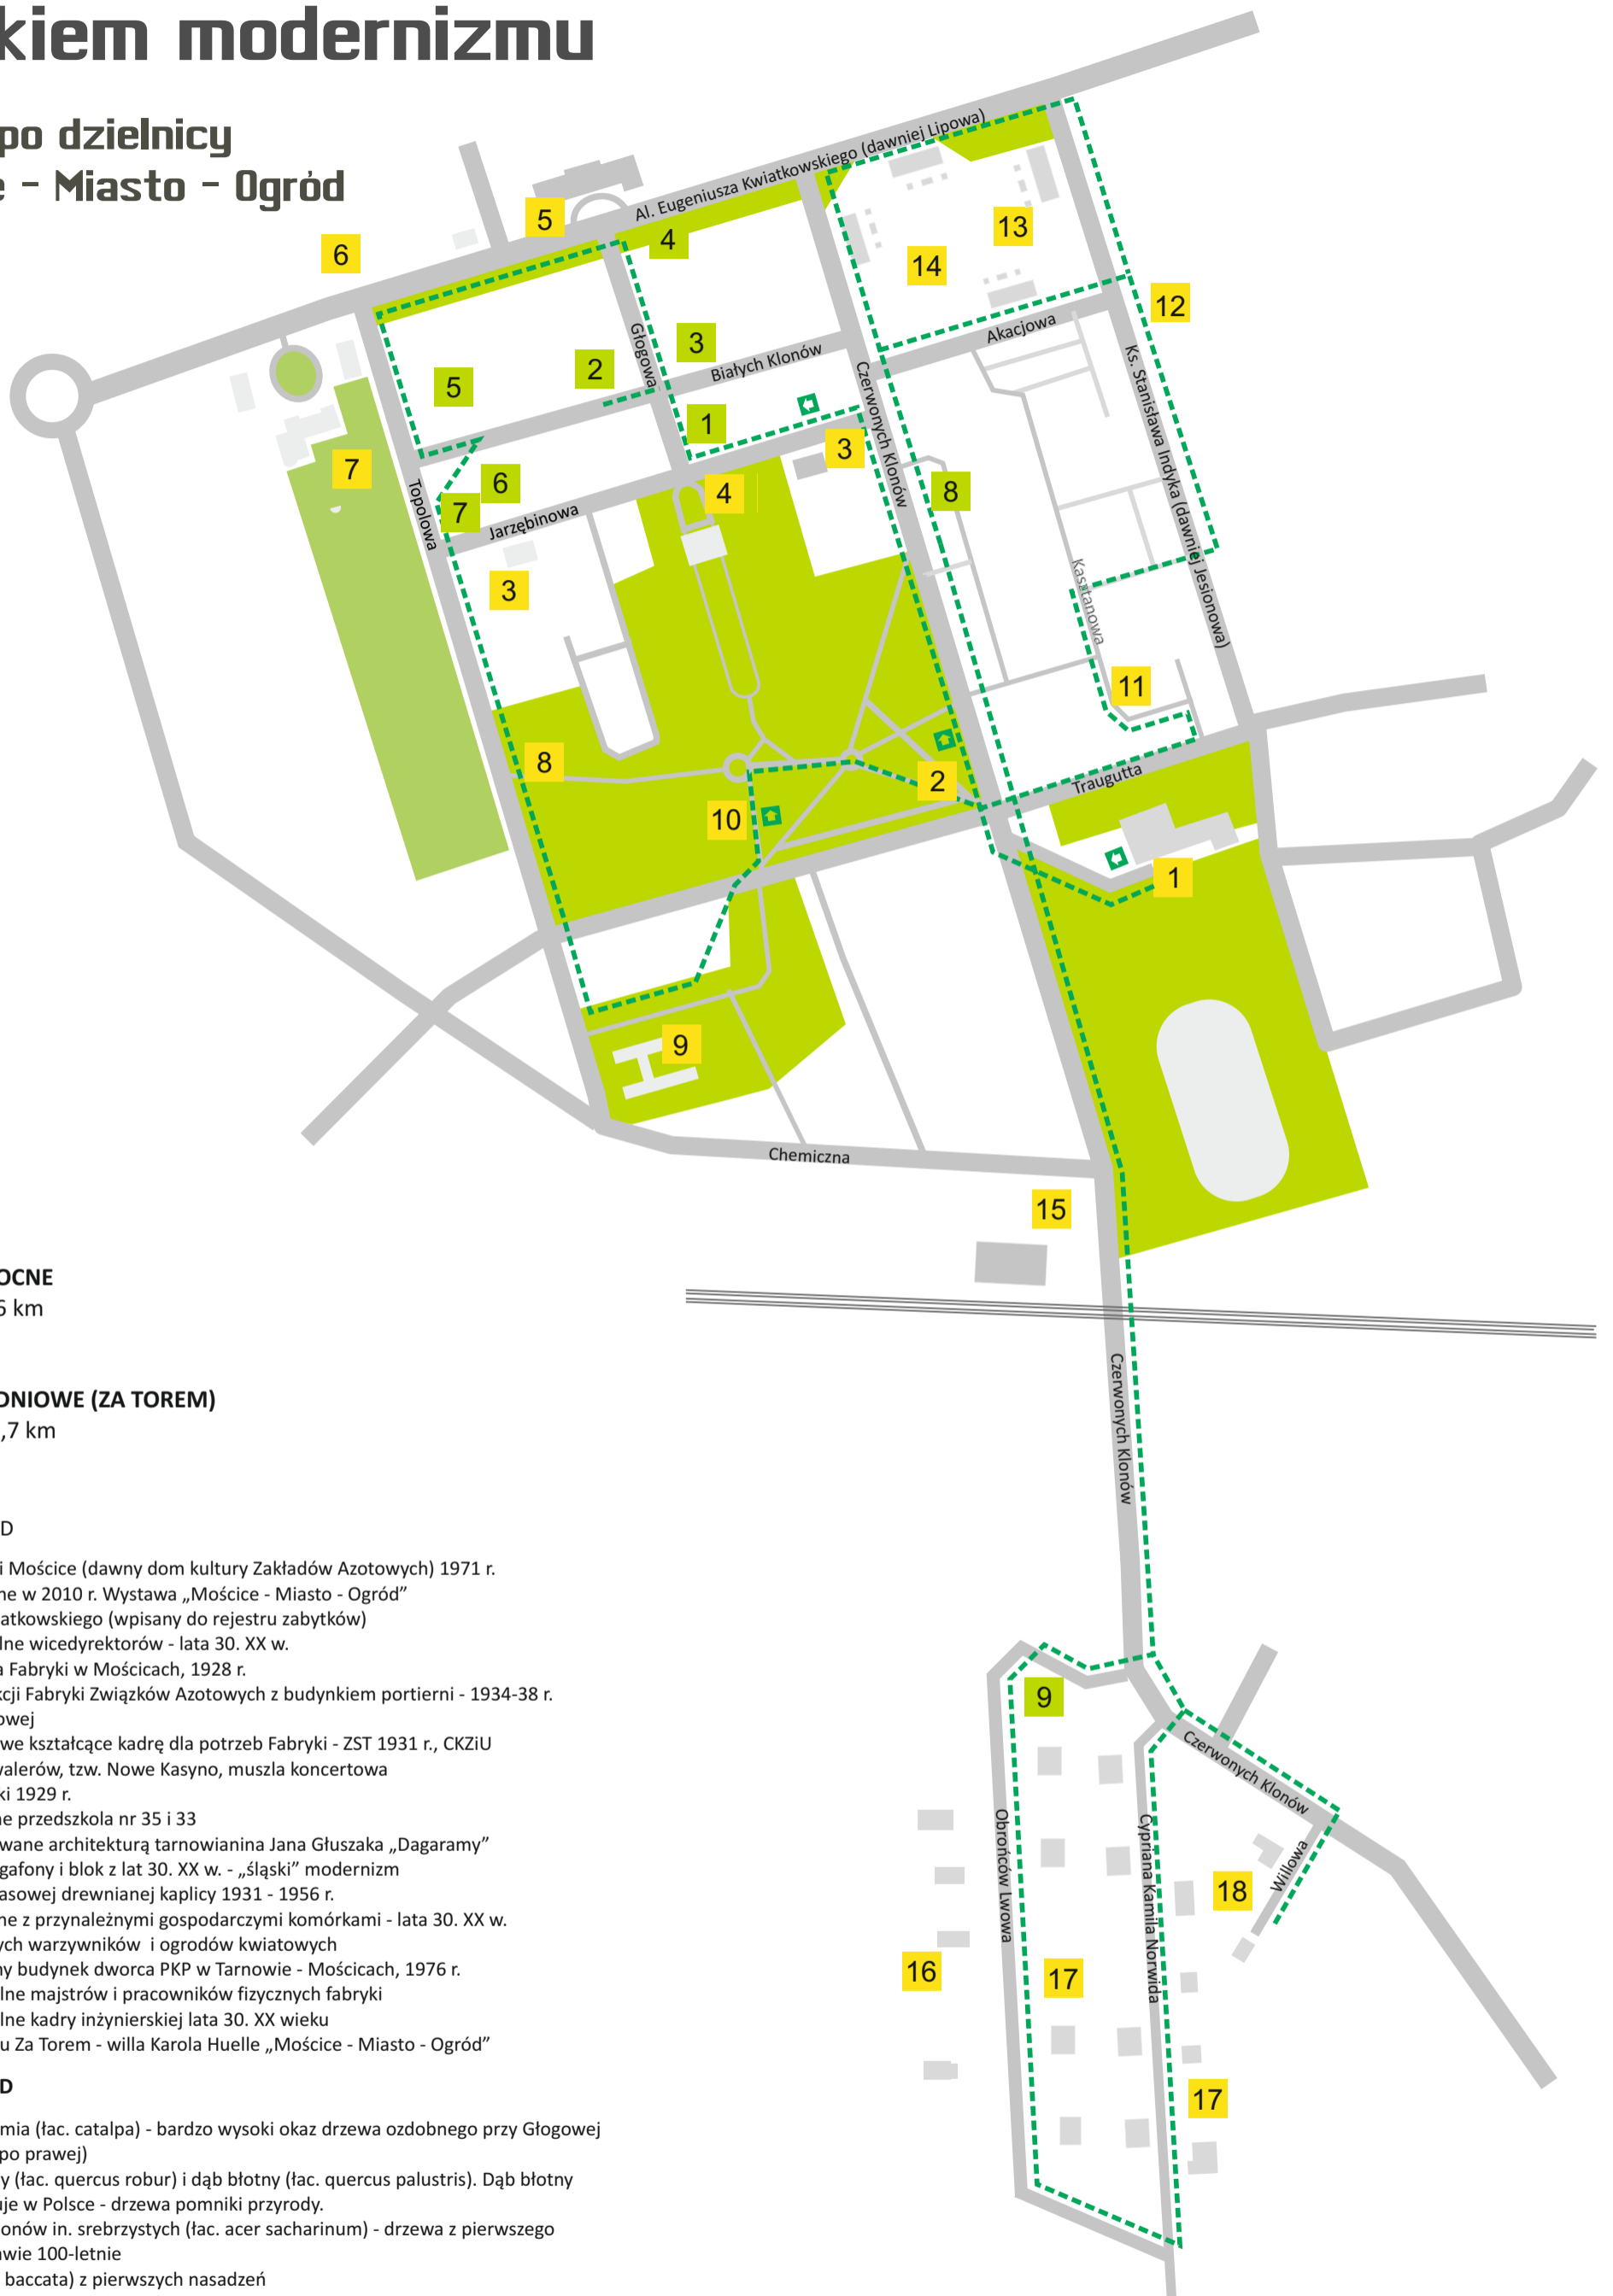 kiem modernizmu
po dzielnicy
e - Miasto - Ogród
Al. Eugeniusza Kwiatkowskiego (dawniej Lipowa)
5
4
6
13
14
12
3
2
5
Głogowa
Białych Klonów
Akacjowa
Ks. Stanisława Indyka (dawniej Jesionowa)
Czerwonych Klonów
1
3
7
6
4
8
7
Topolowa
Jarzębinowa
3
Kasztanowa
11
8
2
Traugutta
10
1
9
Chemiczna
15
OCNE
6 km
Czerwonych Klonów
DNIOWE (ZA TOREM)
,7 km
D
i Mościce (dawny dom kultury Zakładów Azotowych) 1971 r.
ne w 2010 r. Wystawa „Mościce - Miasto - Ogród”
iatkowskiego (wpisany do rejestru zabytków)
lne wicedyrektorów - lata 30. XX w.
a Fabryki w Mościcach, 1928 r.
kcji Fabryki Związków Azotowych z budynkiem portierni - 1934-38 r.
owej
we kształcące kadrę dla potrzeb Fabryki - ZST 1931 r., CKZiU
walerów, tzw. Nowe Kasyno, muszla koncertowa
ki 1929 r.
ne przedszkola nr 35 i 33
wane architekturą tarnowianina Jana Głuszaka „Dagaramy”
gafony i blok z lat 30. XX w. - „śląski” modernizm
asowej drewnianej kaplicy 1931 - 1956 r.
ne z przynależnymi gospodarczymi komórkami - lata 30. XX w.
ych warzywników i ogrodów kwiatowych
ny budynek dworca PKP w Tarnowie - Mościcach, 1976 r.
lne majstrów i pracowników fizycznych fabryki
lne kadry inżynierskiej lata 30. XX wieku
u Za Torem - willa Karola Huelle „Mościce - Miasto - Ogród”
D
mia (łac. catalpa) - bardzo wysoki okaz drzewa ozdobnego przy Głogowej
po prawej)
y (łac. quercus robur) i dąb błotny (łac. quercus palustris). Dąb błotny
uje w Polsce - drzewa pomniki przyrody.
onów in. srebrzystych (łac. acer sacharinum) - drzewa z pierwszego
awie 100-letnie
baccata) z pierwszych nasadzeń
9
Czerwonych Klonów
Obrońców Lwowa
Cypriana Kamila Norwida
Willowa
18
16
17
17